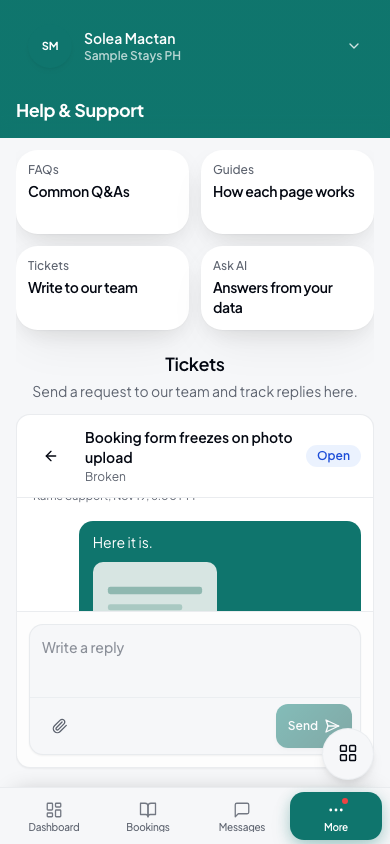 SM
Solea Mactan
Sample Stays PH
Help & Support
FAQs
Common Q&As
Guides
How each page works
Tickets
Write to our team
Ask AI
Answers from your
data
Tickets
Send a request to our team and track replies here.
Booking form freezes on photo
upload
Broken
Open
Here it is.
Write a reply
Send
Dashboard
Bookings
Messages
More